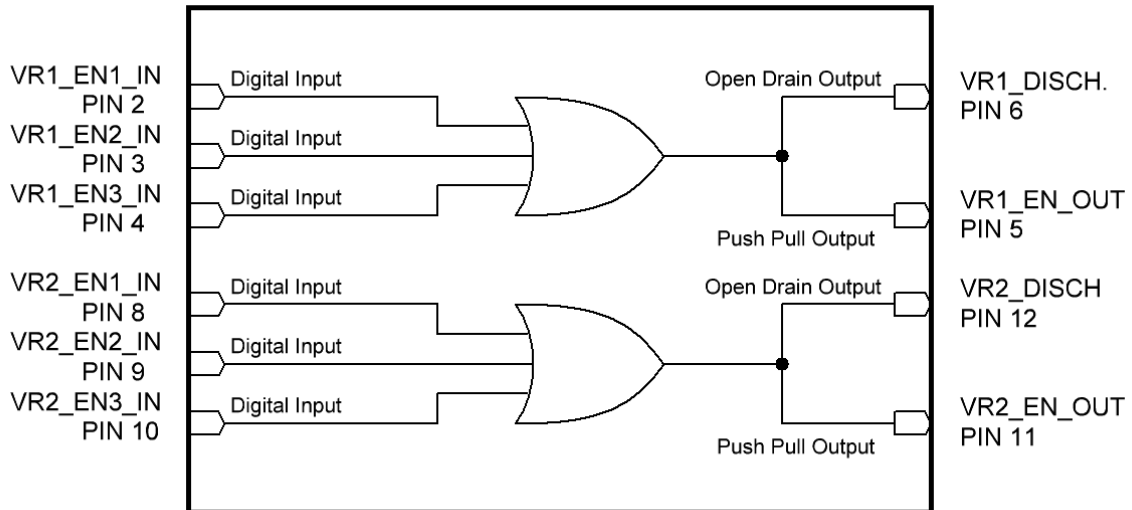 VR1_EN1_IN
PIN 2
Digital Input
VR1_EN2_IN
PIN 3
Digital Input
VR1_EN3_IN
PIN 4
Digital Input
Open Drain Output
VR1_DISCH.
PIN 6
Push Pull Output
VR1_EN_OUT
PIN 5
VR2_EN1_IN
PIN 8
Digital Input
VR2_EN2_IN
PIN 9
Digital Input
VR2_EN3_IN
PIN 10
Digital Input
Open Drain Output
VR2_DISCH
PIN 12
Push Pull Output
VR2_EN_OUT
PIN 11